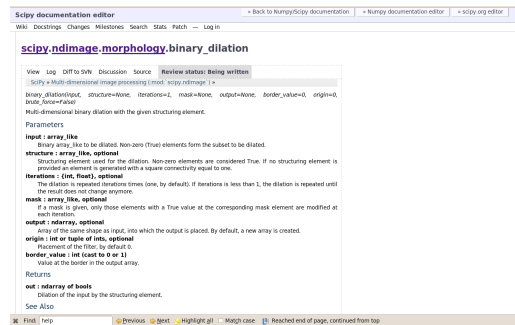 Scipy documentation editor
» Back to Numpy/Scipy documentation » Numpy documentation editor » scipy.org editor
Wiki Docstrings Changes Milestones Search Stats Patch — Log in
scipy.ndimage.morphology.binary_dilation
View Log Diff to SVN Discussion Source Review status: Being written
SciPy » Multi-dimensional image processing (:mod:`scipy.ndimage`) »
binary_dilation(input, structure=None, iterations=1, mask=None, output=None, border_value=0, origin=0,
brute_force=False)
Multi-dimensional binary dilation with the given structuring element.
Parameters
input : array_like
Binary array_like to be dilated. Non-zero (True) elements form the subset to be dilated.
structure : array_like, optional
Structuring element used for the dilation. Non-zero elements are considered True. If no structuring element is
provided an element is generated with a square connectivity equal to one.
iterations : {int, float}, optional
The dilation is repeated iterations times (one, by default). If iterations is less than 1, the dilation is repeated until
the result does not change anymore.
mask : array_like, optional
If a mask is given, only those elements with a True value at the corresponding mask element are modified at
each iteration.
output : ndarray, optional
Array of the same shape as input, into which the output is placed. By default, a new array is created.
origin : int or tuple of ints, optional
Placement of the filter, by default 0.
border_value : int (cast to 0 or 1)
Value at the border in the output array.
Returns
out : ndarray of bools
Dilation of the input by the structuring element.
See Also
Find: help Previous Next Highlight all Match case Reached end of page, continued from top